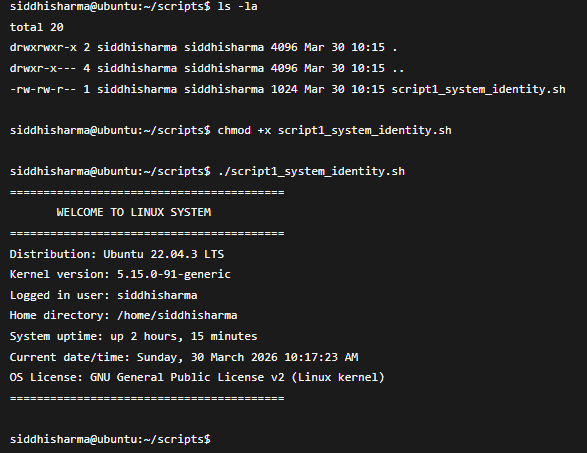 siddhisharma@ubuntu:~/scripts$ ls -la
total 20
drwxrwxr-x 2 siddhisharma siddhisharma 4096 Mar 30 10:15 .
drwxr-x--- 4 siddhisharma siddhisharma 4096 Mar 30 10:15 ..
-rw-rw-r-- 1 siddhisharma siddhisharma 1024 Mar 30 10:15 script1_system_identity.sh
siddhisharma@ubuntu:~/scripts$ chmod +x script1_system_identity.sh
siddhisharma@ubuntu:~/scripts$ ./script1_system_identity.sh
=========================================
WELCOME TO LINUX SYSTEM
=========================================
Distribution: Ubuntu 22.04.3 LTS
Kernel version: 5.15.0-91-generic
Logged in user: siddhisharma
Home directory: /home/siddhisharma
System uptime: up 2 hours, 15 minutes
Current date/time: Sunday, 30 March 2026 10:17:23 AM
OS License: GNU General Public License v2 (Linux kernel)
=========================================
siddhisharma@ubuntu:~/scripts$